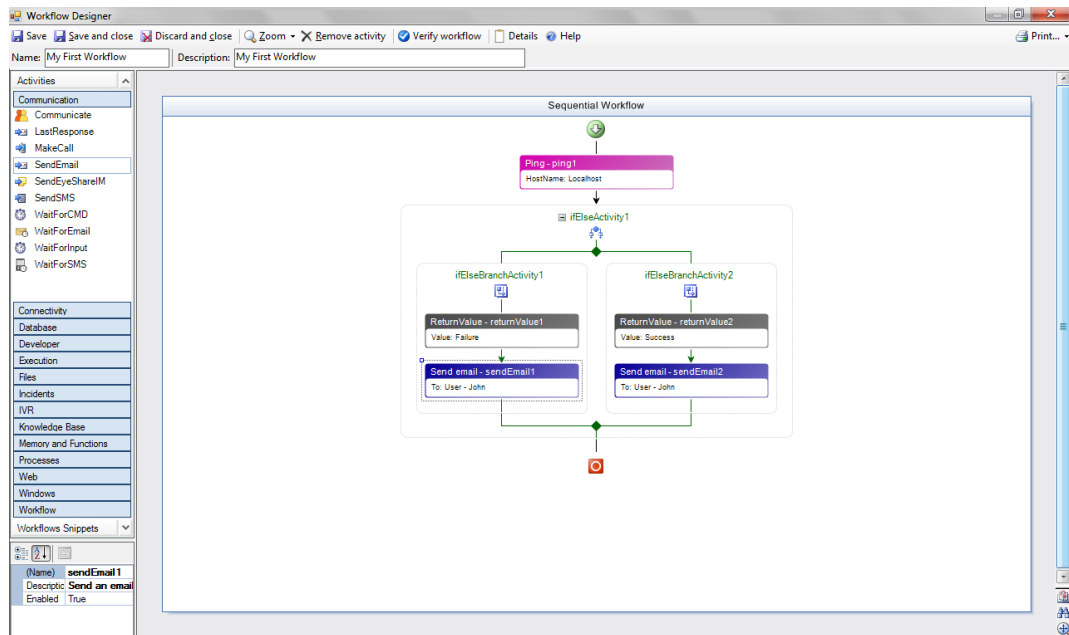 Workflow Designer
Save Save and close Discard and close Zoom Remove activity Verify workflow Details Help Print...
Name: My First Workflow Description: My First Workflow
Activities
Communication
Communicate
LastResponse
MakeCall
SendEmail
SendEyeShareIM
SendSMS
WaitForCMD
WaitForEmail
WaitForInput
WaitForSMS
Connectivity
Database
Developer
Execution
Files
Incidents
IVR
Knowledge Base
Memory and Functions
Processes
Web
Windows
Workflow
Workflows Snippets
(Name) sendEmail1
Descriptic Send an email
Enabled True
Sequential Workflow
Ping - ping1
HostName: Localhost
ifElseActivity1
ifElseBranchActivity1
ReturnValue - returnValue1
Value: Failure
Send email - sendEmail1
To: User - John
ifElseBranchActivity2
ReturnValue - returnValue2
Value: Success
Send email - sendEmail2
To: User - John